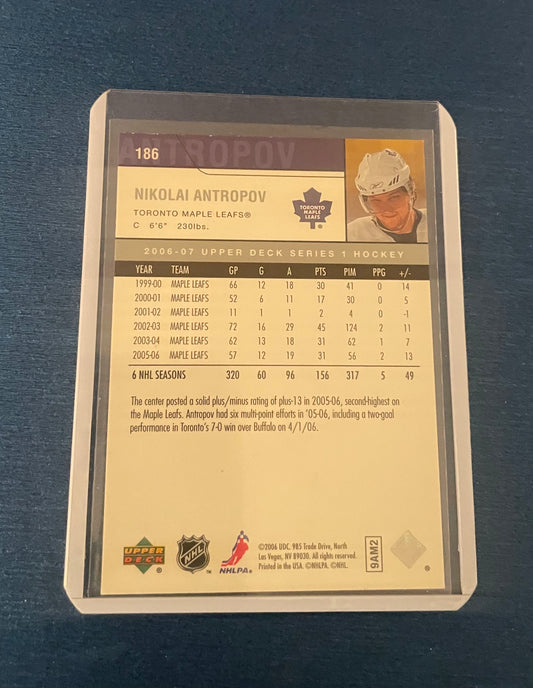 ANTROPOV
186
NIKOLAI ANTROPOV
TORONTO MAPLE LEAFS®
C 6'6" 230lbs.
TORONTO
MAPLE
LEAFS
®
2006-07 UPPER DECK SERIES 1 HOCKEY
YEAR TEAM GP G A PTS PIM PPG +/-
1999-00 MAPLE LEAFS 66 12 18 30 41 0 14
2000-01 MAPLE LEAFS 52 6 11 17 30 0 5
2001-02 MAPLE LEAFS 11 1 1 2 4 0 -1
2002-03 MAPLE LEAFS 72 16 29 45 124 2 11
2003-04 MAPLE LEAFS 62 13 18 31 62 1 7
2005-06 MAPLE LEAFS 57 12 19 31 56 2 13
6 NHL SEASONS 320 60 96 156 317 5 49
The center posted a solid plus/minus rating of plus-13 in 2005-06, second-highest on
the Maple Leafs. Antropov had six multi-point efforts in '05-06, including a two-goal
performance in Toronto's 7-0 win over Buffalo on 4/1/06.
UPPER
DECK
®
NHL
™
NHLPA®
©2006 UDC. 985 Trade Drive, North
Las Vegas, NV 89030. All rights reserved.
Printed in the USA. ©NHLPA. ©NHL.
9AM2
®